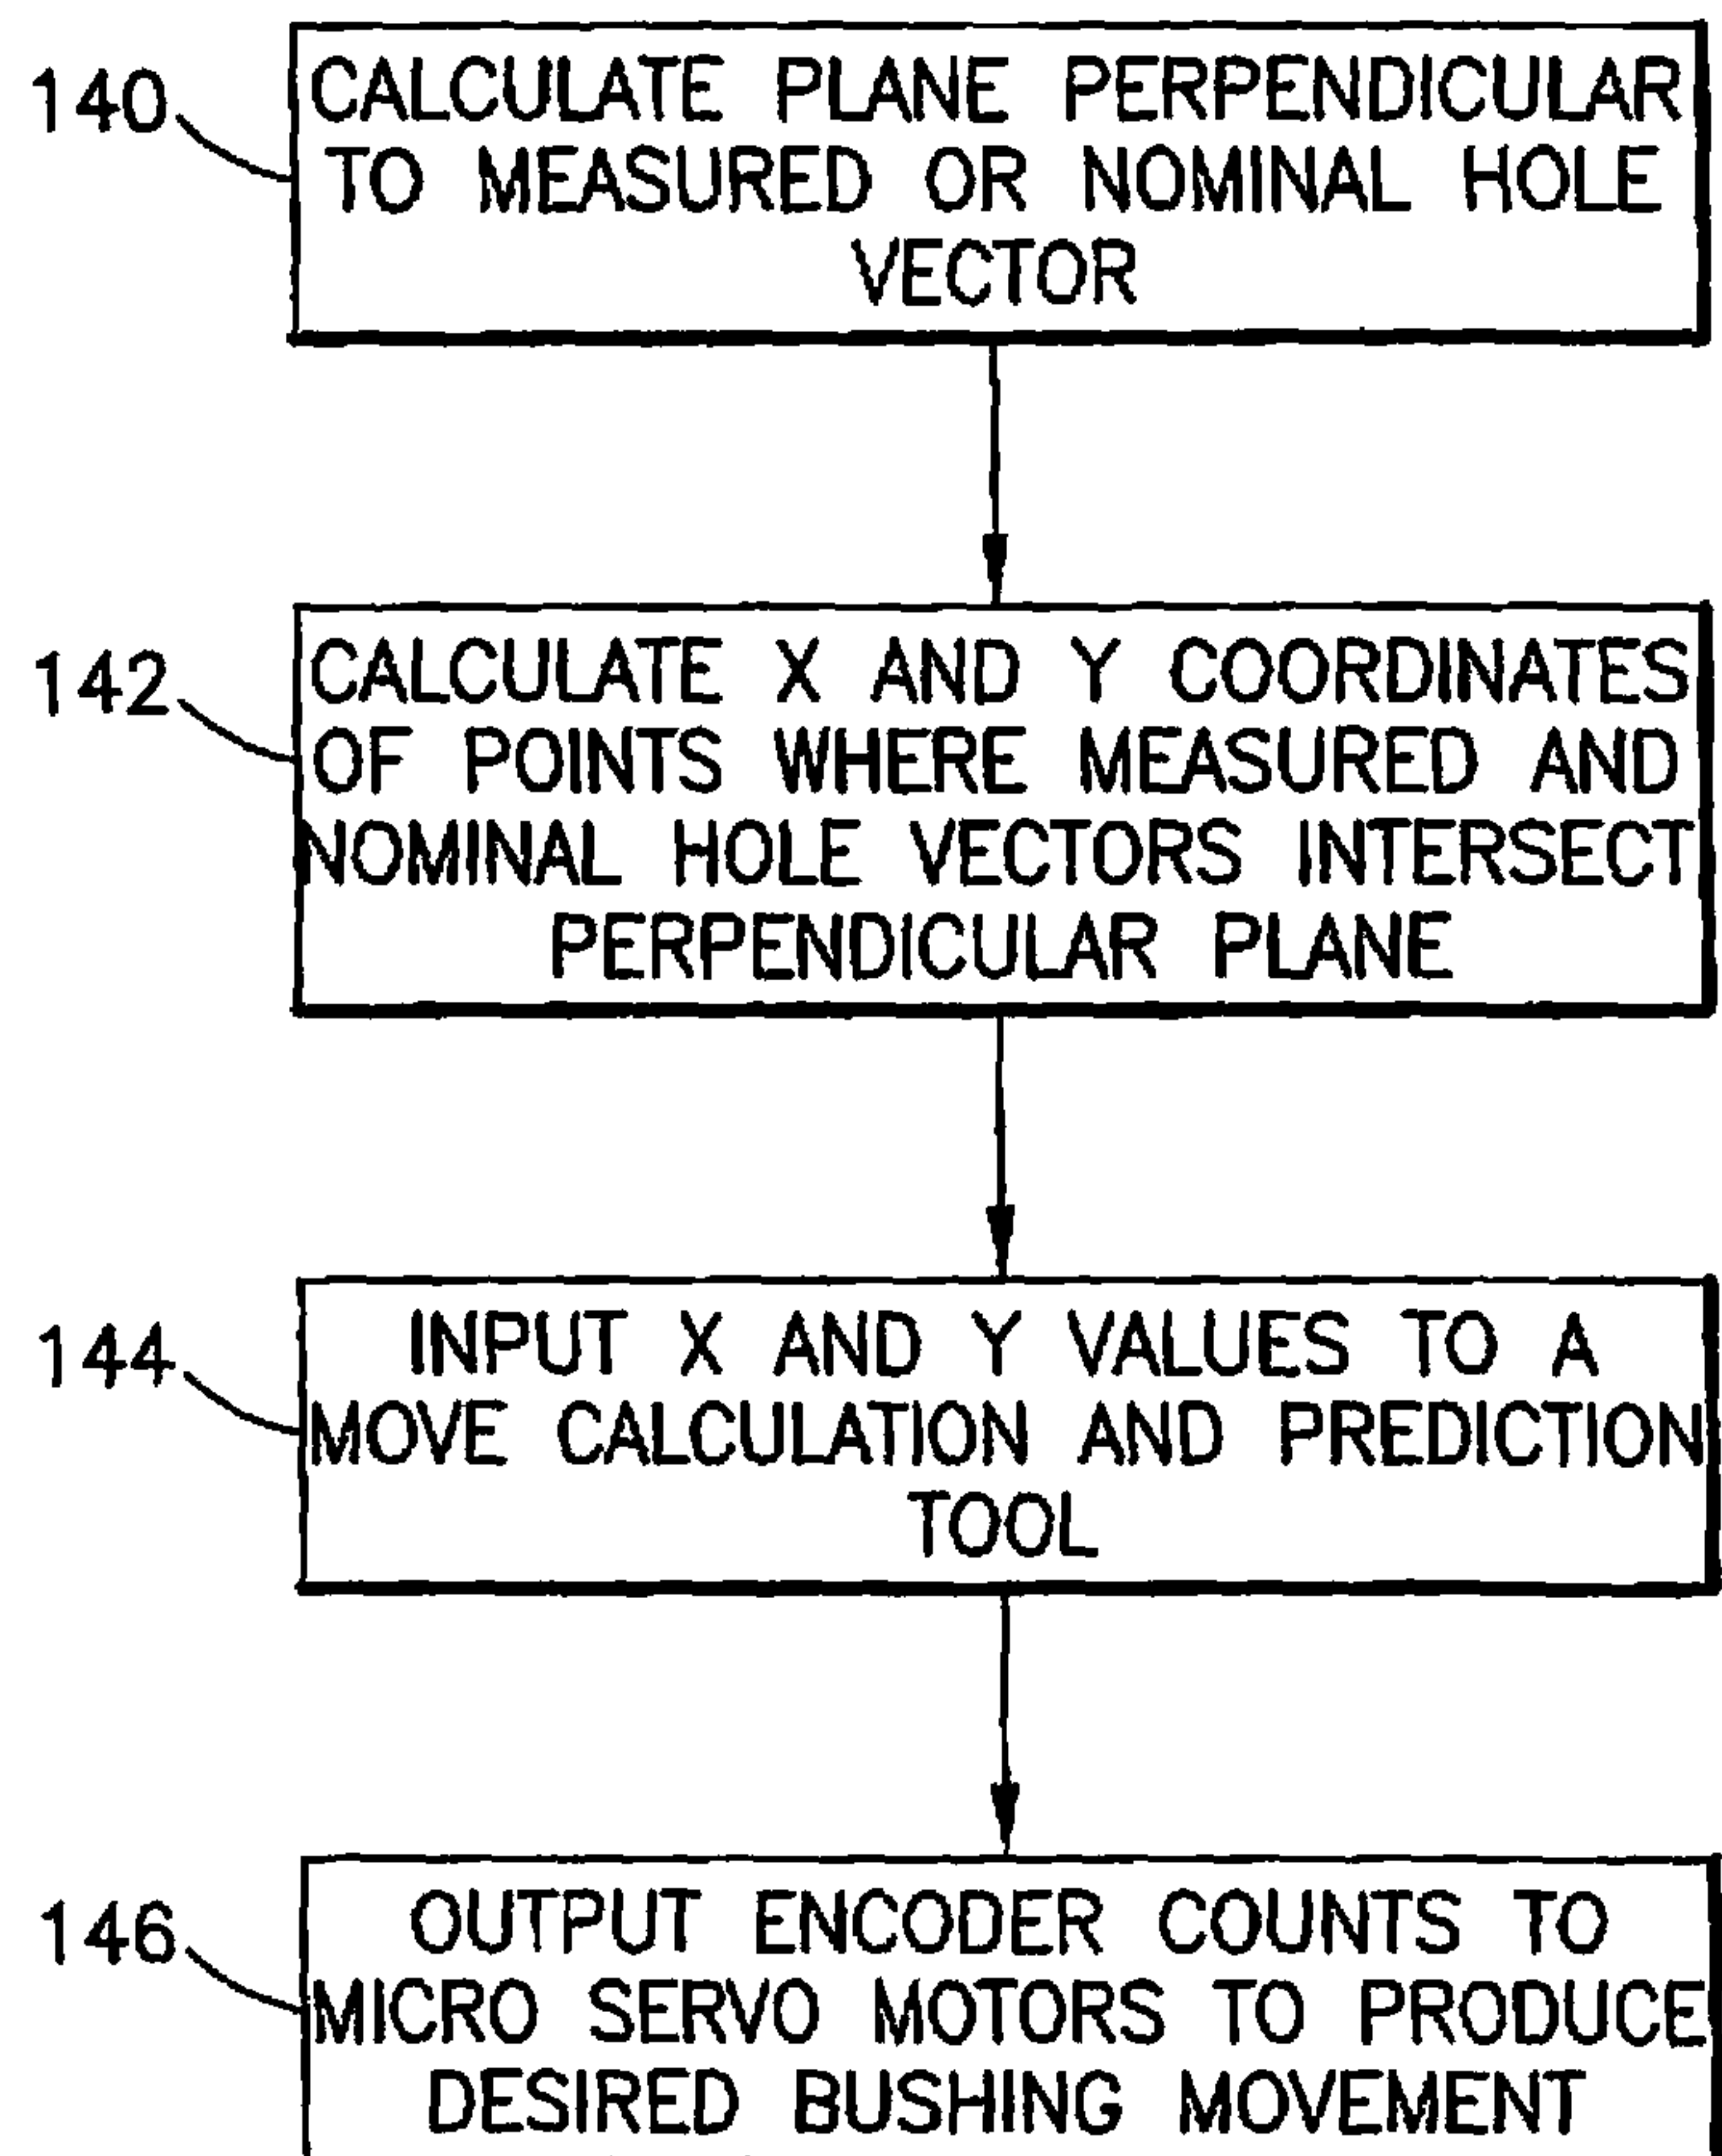 140
CALCULATE PLANE PERPENDICULAR
TO MEASURED OR NOMINAL HOLE
VECTOR
142
CALCULATE X AND Y COORDINATES
OF POINTS WHERE MEASURED AND
NOMINAL HOLE VECTORS INTERSECT
PERPENDICULAR PLANE
144
INPUT X AND Y VALUES TO A
MOVE CALCULATION AND PREDICTION
TOOL
146
OUTPUT ENCODER COUNTS TO
MICRO SERVO MOTORS TO PRODUCE
DESIRED BUSHING MOVEMENT